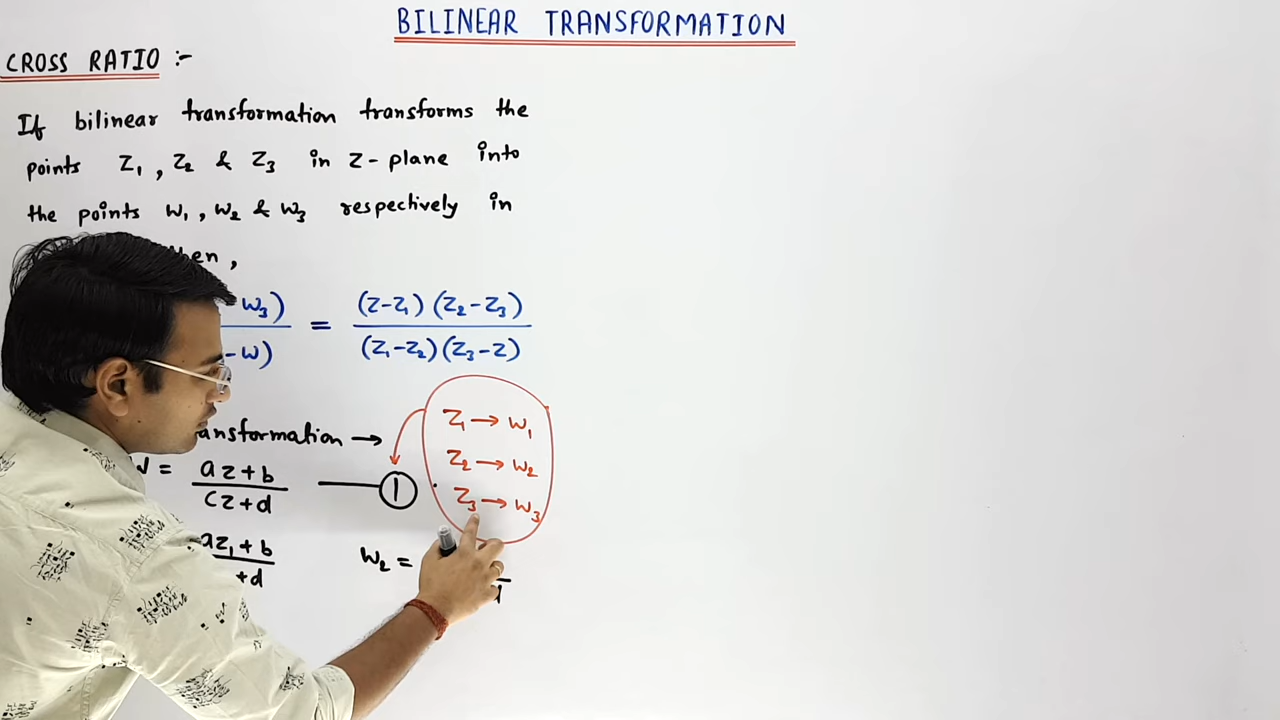 BILINEAR TRANSFORMATION
CROSS RATIO :-
If bilinear transformation transforms the
points Z₁, Z₂ & Z₃ in Z-plane into
the points W₁, W₂ & W₃ respectively in
then,
W₃) / -W) = (Z-Z₁)(Z₂-Z₃) / (Z₁-Z₂)(Z₃-Z)
Z₁ → W₁
ansformation →
Z₂ → W₂
= az+b / cz+d — 1
Z₃ → W₃
az₁+b / +d
W₂ =